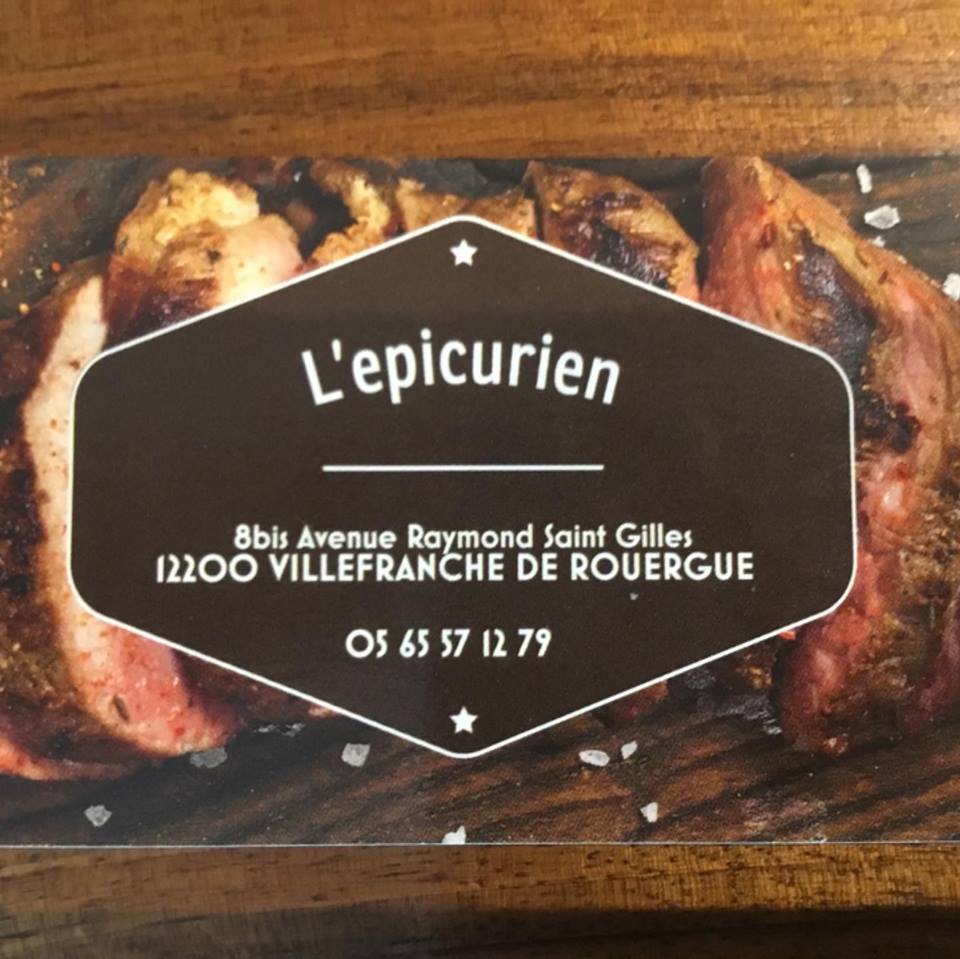 L'epicurien
8bis Avenue Raymond Saint Gilles
12200 VILLEFRANCHE DE ROUERGUE
05 65 57 12 79